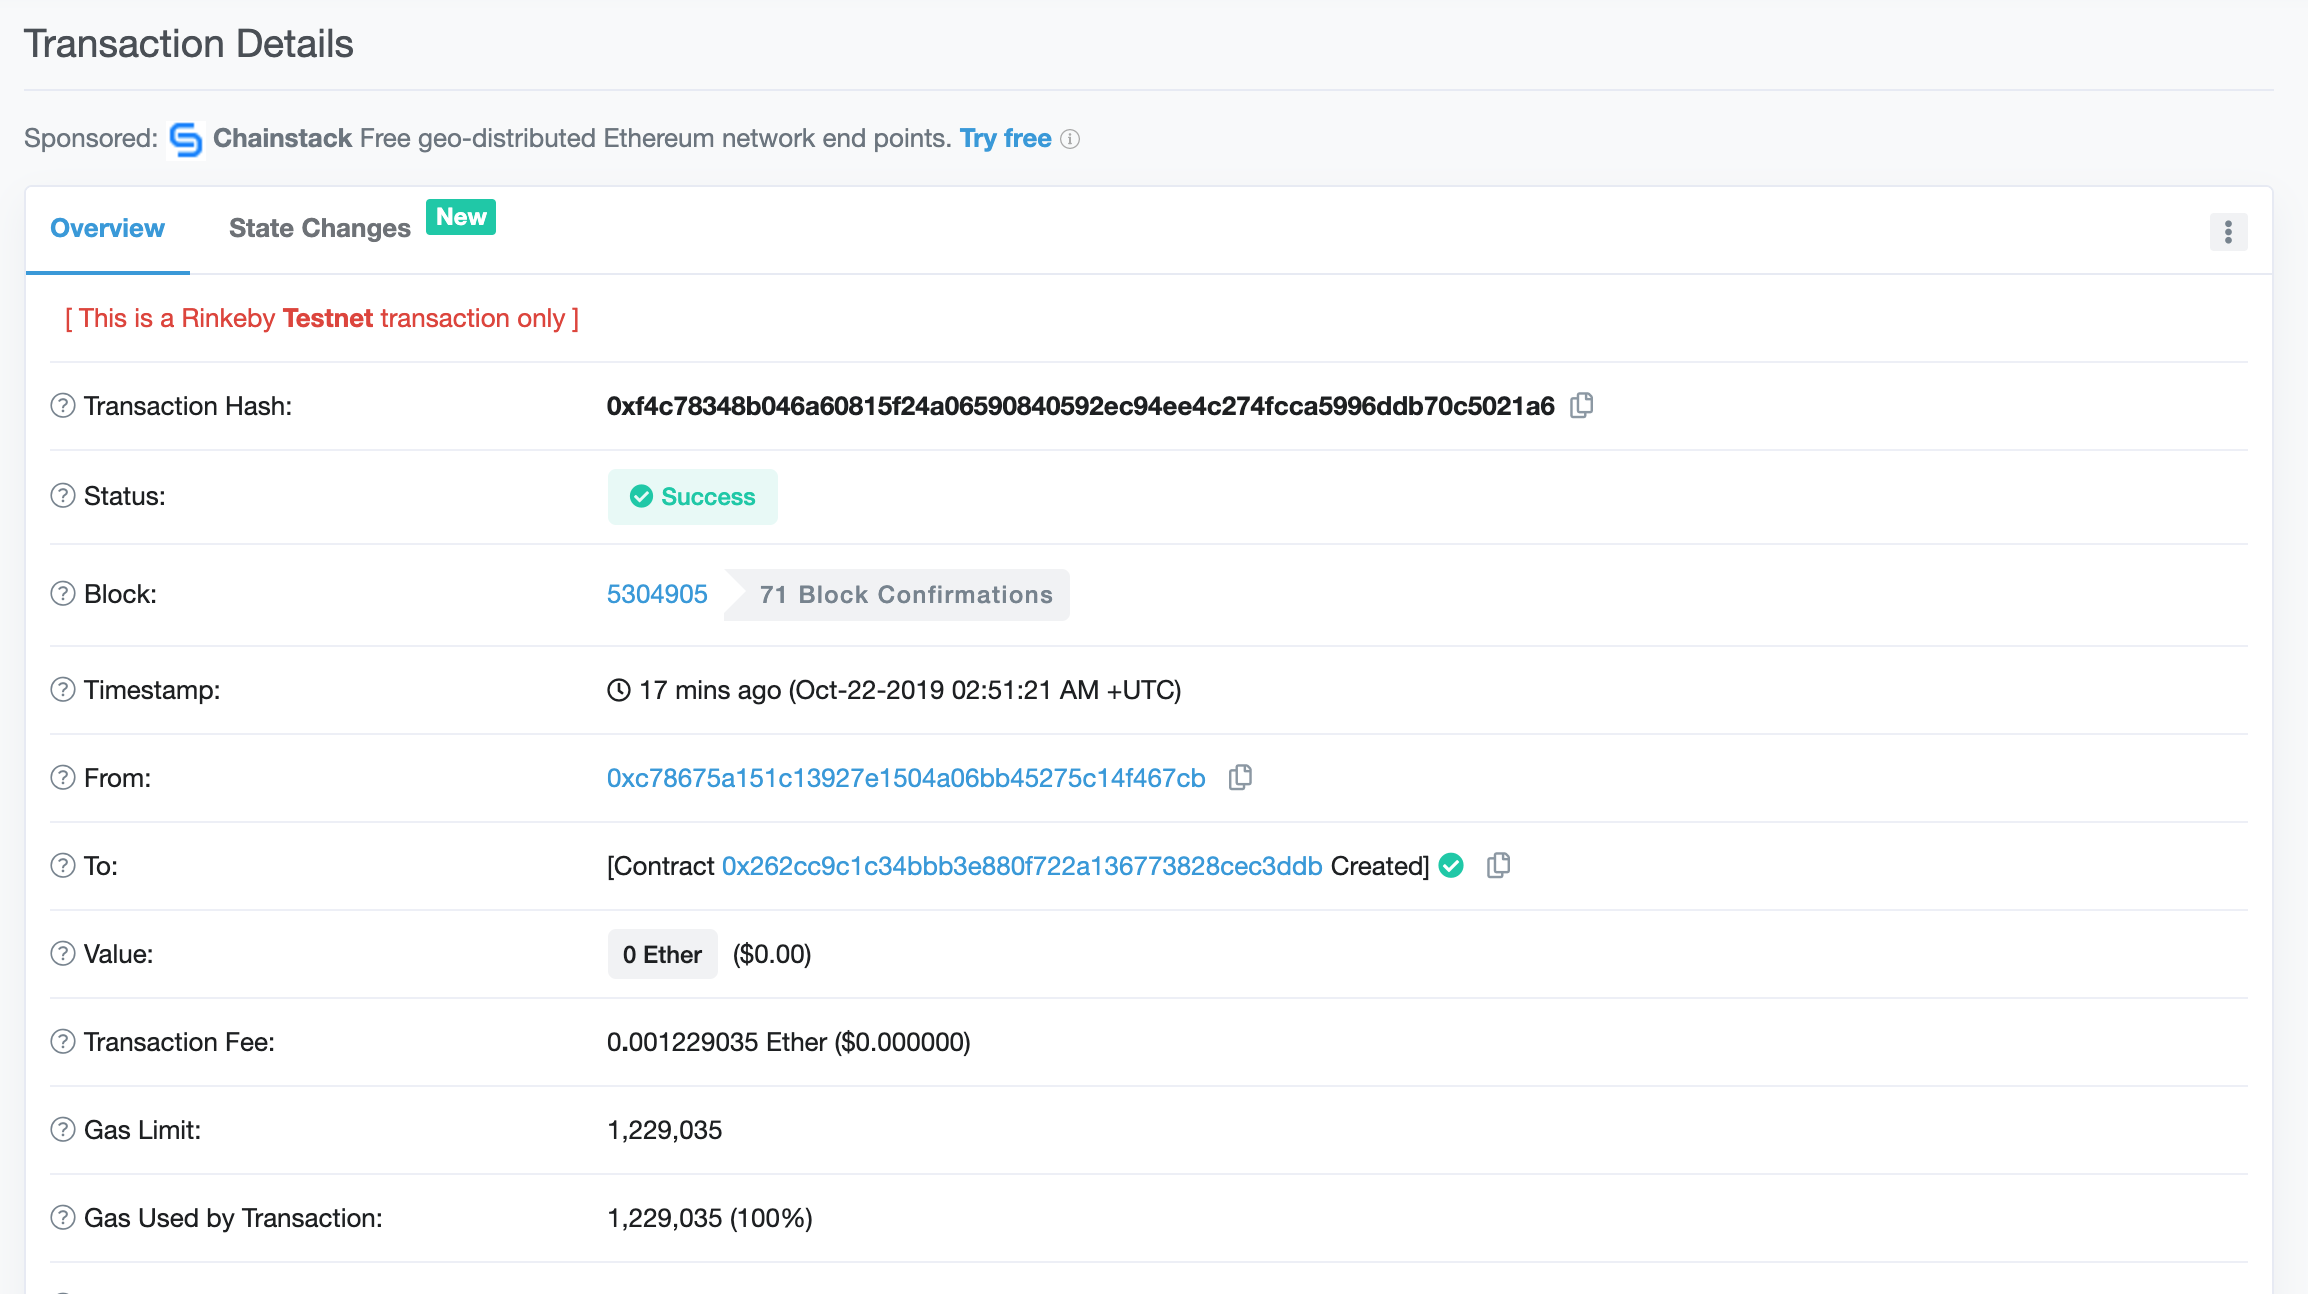 Transaction Details
Sponsored: Chainstack Free geo-distributed Ethereum network end points. Try free
Overview State Changes New
[ This is a Rinkeby Testnet transaction only ]
Transaction Hash: 0xf4c78348b046a60815f24a06590840592ec94ee4c274fcca5996ddb70c5021a6
Status: Success
Block: 5304905 71 Block Confirmations
Timestamp: 17 mins ago (Oct-22-2019 02:51:21 AM +UTC)
From: 0xc78675a151c13927e1504a06bb45275c14f467cb
To: [Contract 0x262cc9c1c34bbb3e880f722a136773828cec3ddb Created]
Value: 0 Ether ($0.00)
Transaction Fee: 0.001229035 Ether ($0.000000)
Gas Limit: 1,229,035
Gas Used by Transaction: 1,229,035 (100%)